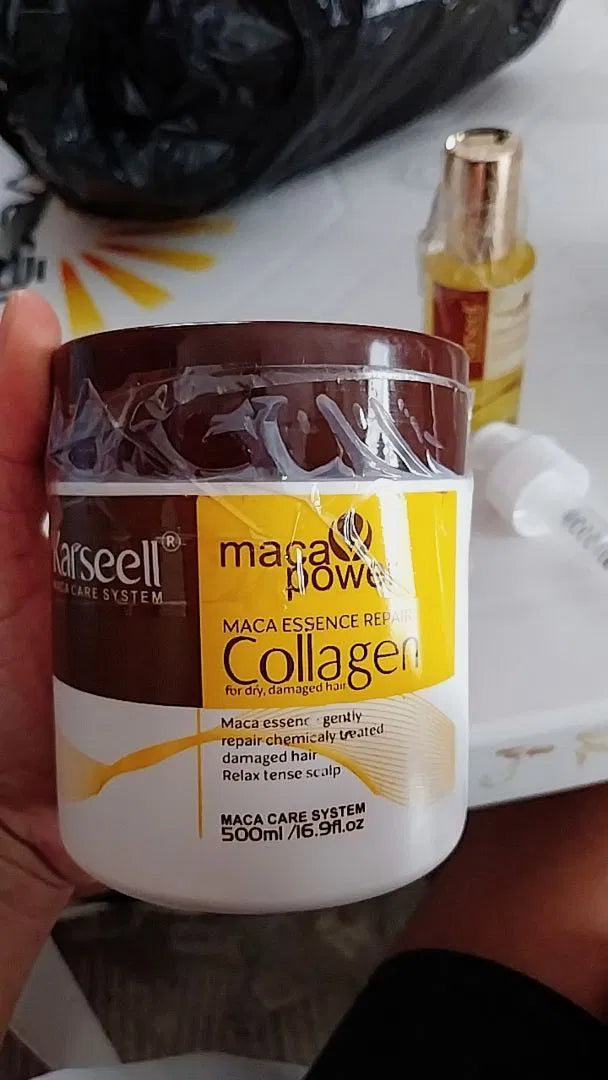 Karseell®
MACA CARE SYSTEM
maca
power
MACA ESSENCE REPAIR
Collagen
for dry, damaged hair
Maca essenc gently
repair chemicaly treated
damaged hair
Relax tense scalp
MACA CARE SYSTEM
500ml /16.9fl.oz